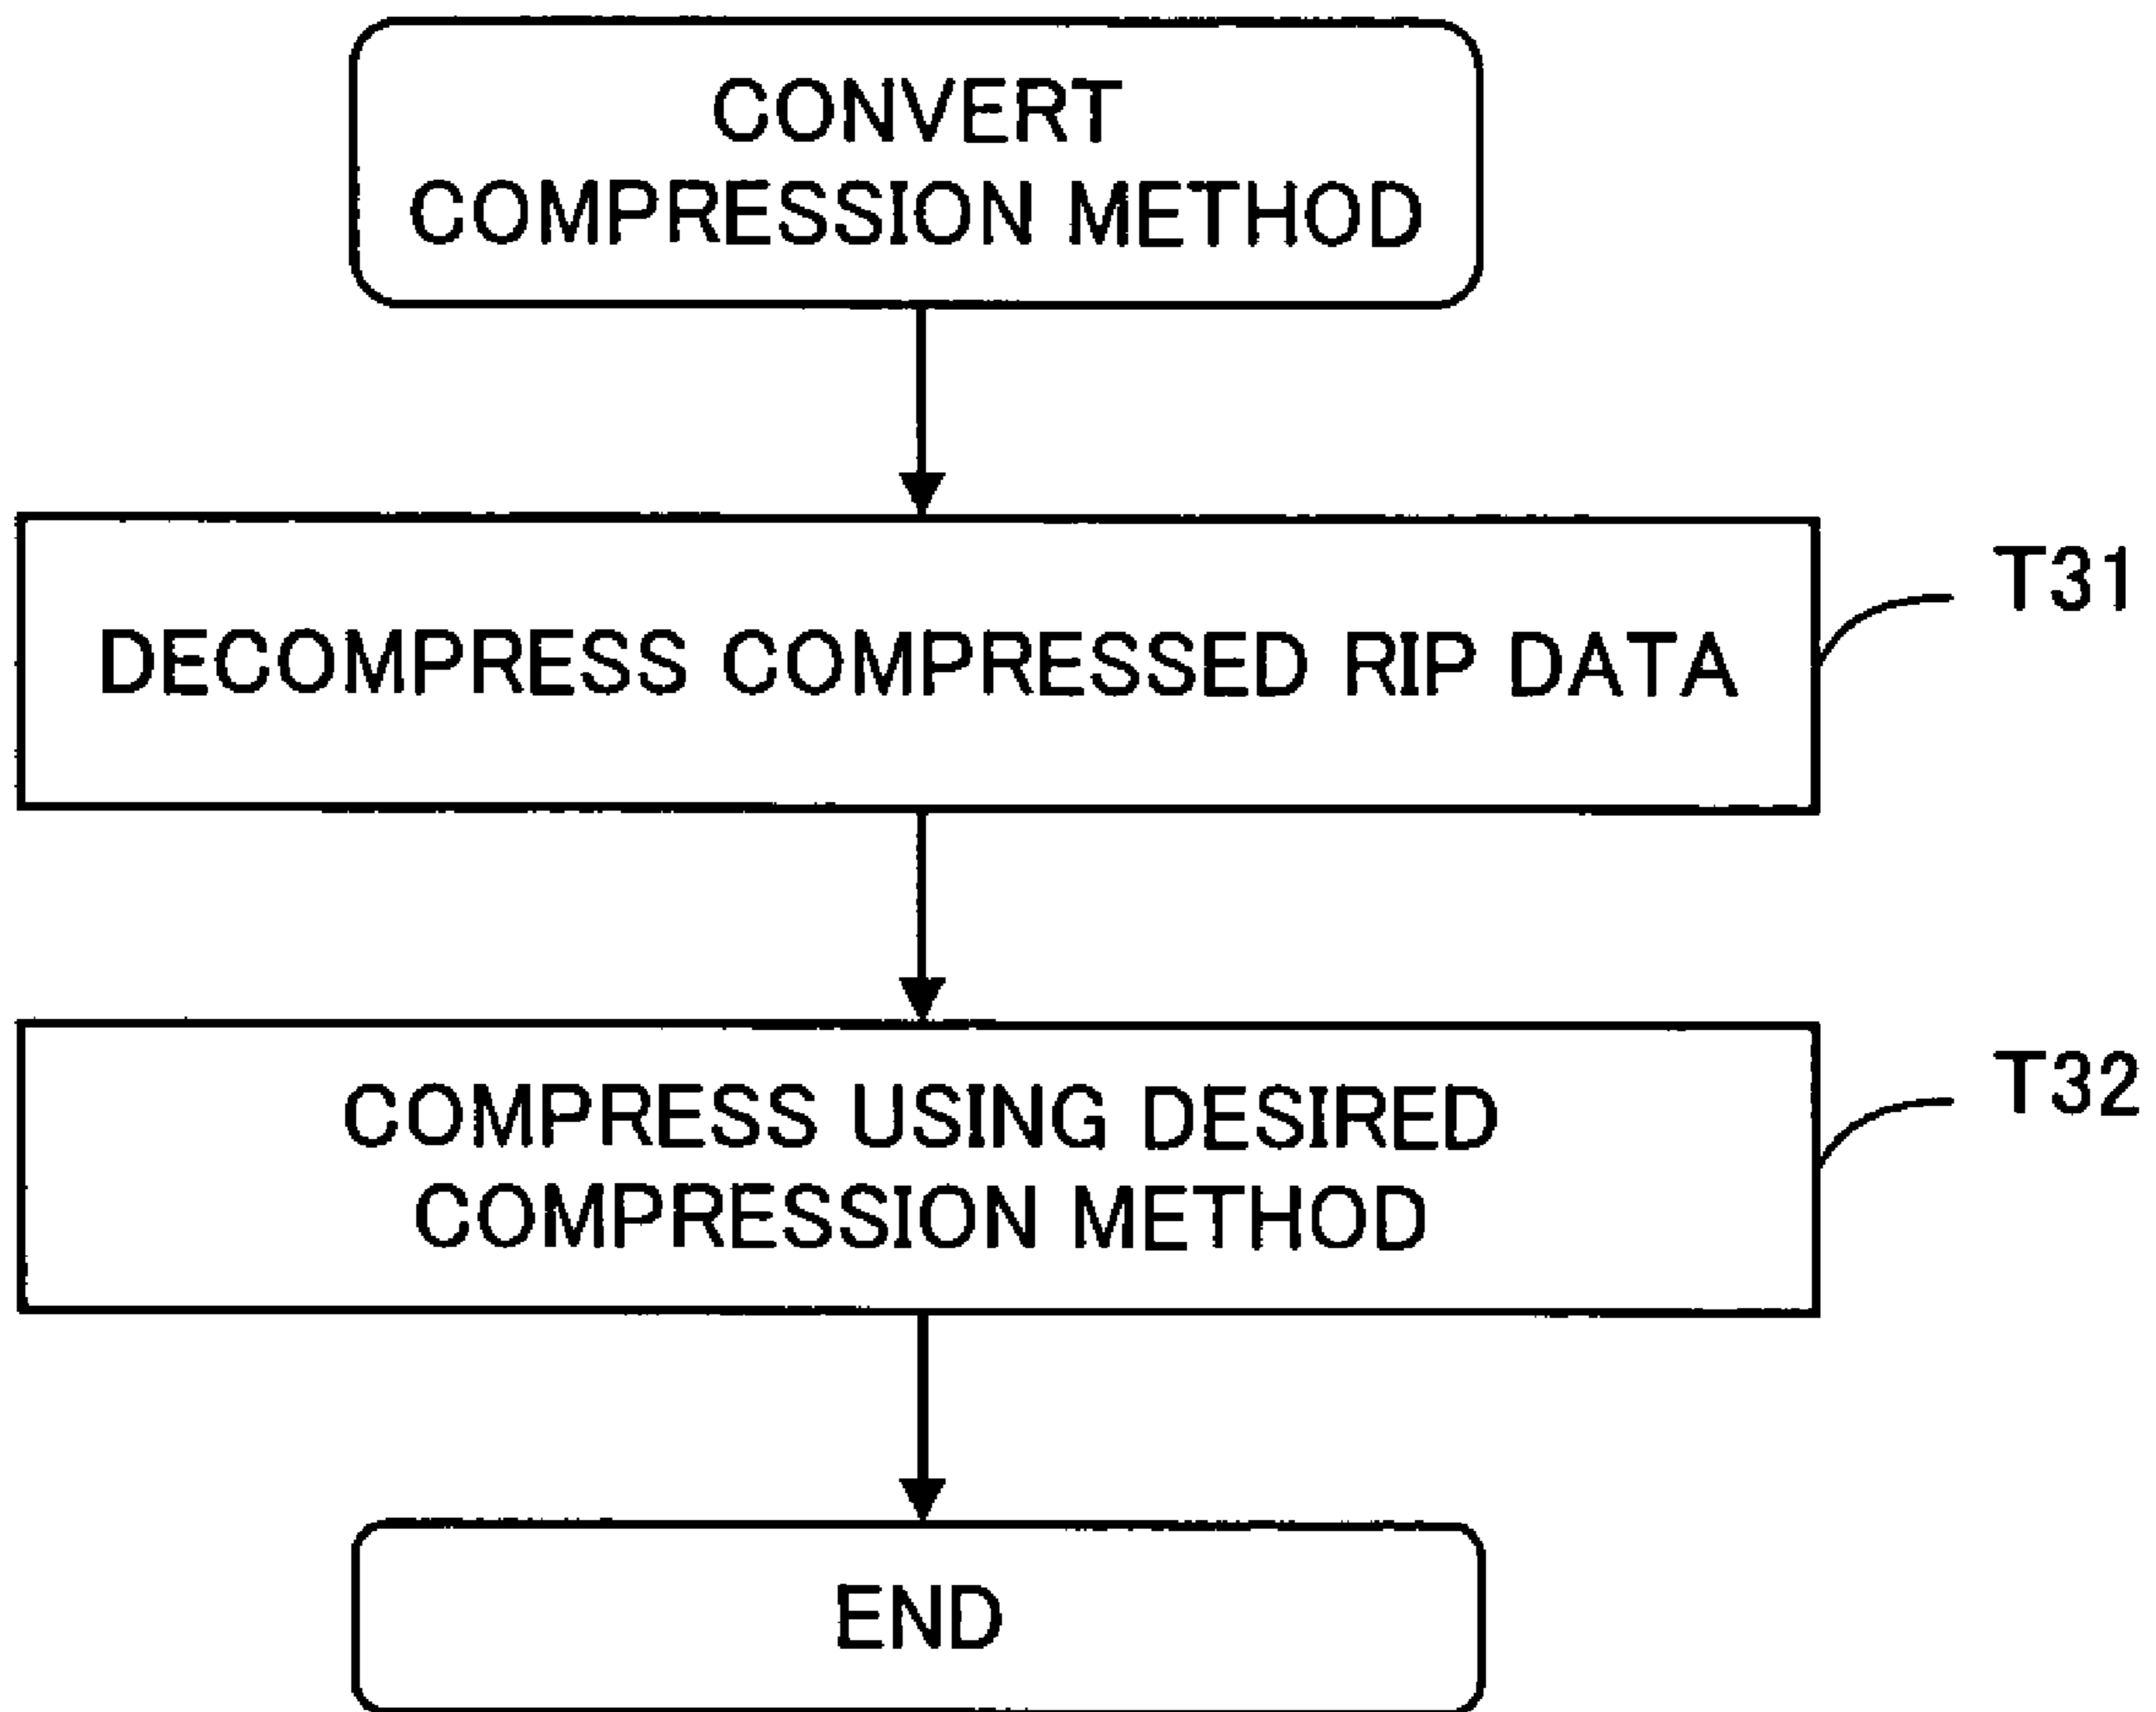 CONVERT
COMPRESSION METHOD
DECOMPRESS COMPRESSED RIP DATA
T31
COMPRESS USING DESIRED
COMPRESSION METHOD
T32
END